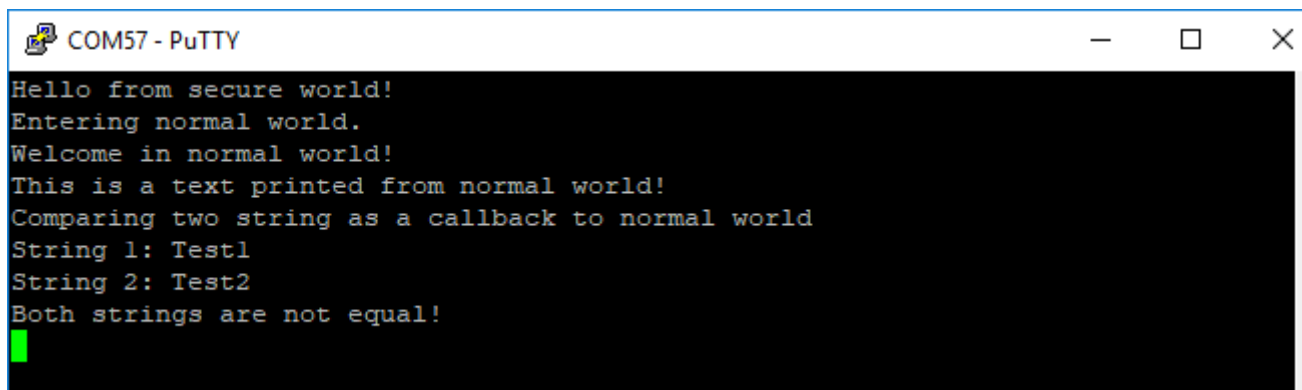 COM57 - PuTTY
Hello from secure world!
Entering normal world.
Welcome in normal world!
This is a text printed from normal world!
Comparing two string as a callback to normal world
String 1: Test1
String 2: Test2
Both strings are not equal!